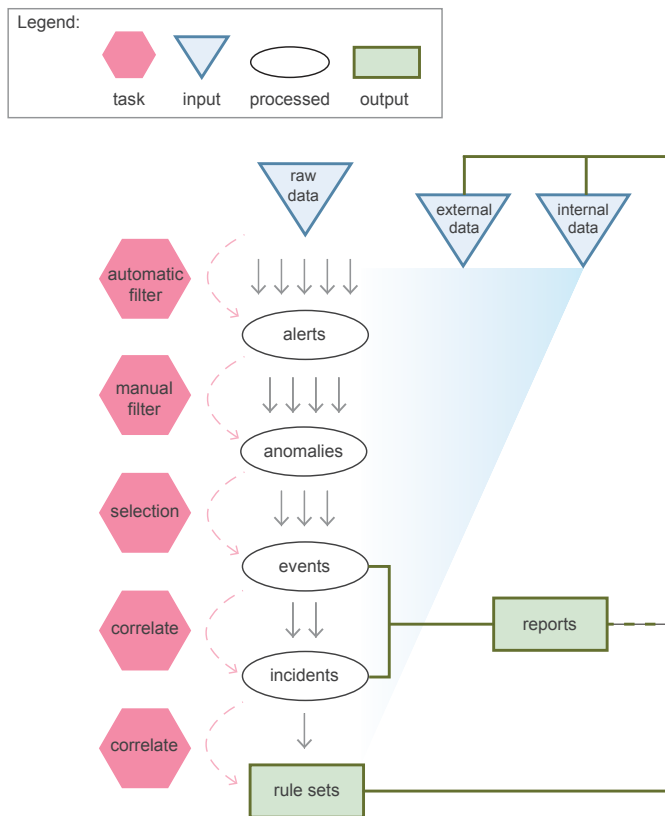 Legend:
task
input
processed
output
raw
data
external
data
internal
data
automatic
filter
alerts
manual
filter
anomalies
selection
events
correlate
reports
incidents
correlate
rule sets